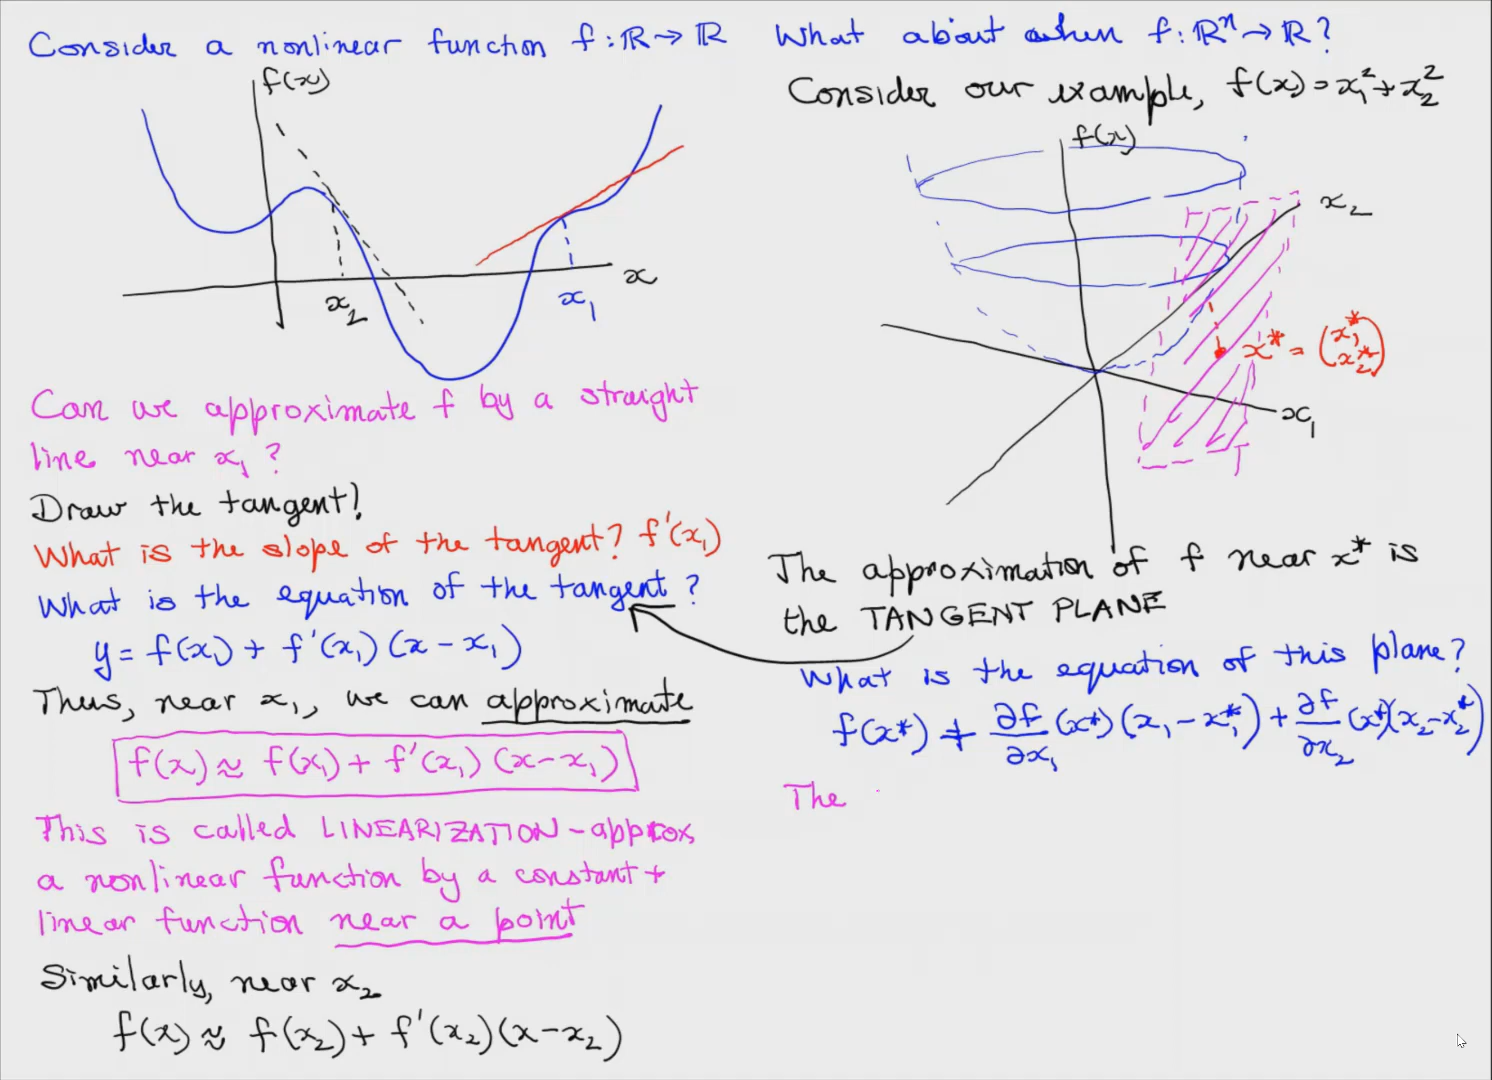 Consider a nonlinear function f : ℝ → ℝ
f(x)
x
x₂
x₁
Can we approximate f by a straight
line near x₁ ?
Draw the tangent!
What is the slope of the tangent? f'(x₁)
What is the equation of the tangent ?
y = f(x₁) + f'(x₁) (x - x₁)
Thus, near x₁, we can approximate
f(x) ≈ f(x₁) + f'(x₁) (x-x₁)
This is called LINEARIZATION - approx
a nonlinear function by a constant +
linear function near a point
Similarly, near x₂
f(x) ≈ f(x₂) + f'(x₂)(x-x₂)
What about when f : ℝⁿ → ℝ ?
Consider our example, f(x) = x₁² + x₂²
f(x)
x₂
x* = (x₁* x₂*)
x₁
The approximation of f near x* is
the TANGENT PLANE
What is the equation of this plane?
f(x*) + ∂f/∂x₁ (x*) (x₁ - x₁*) + ∂f/∂x₂ (x*)(x₂ - x₂*)
The